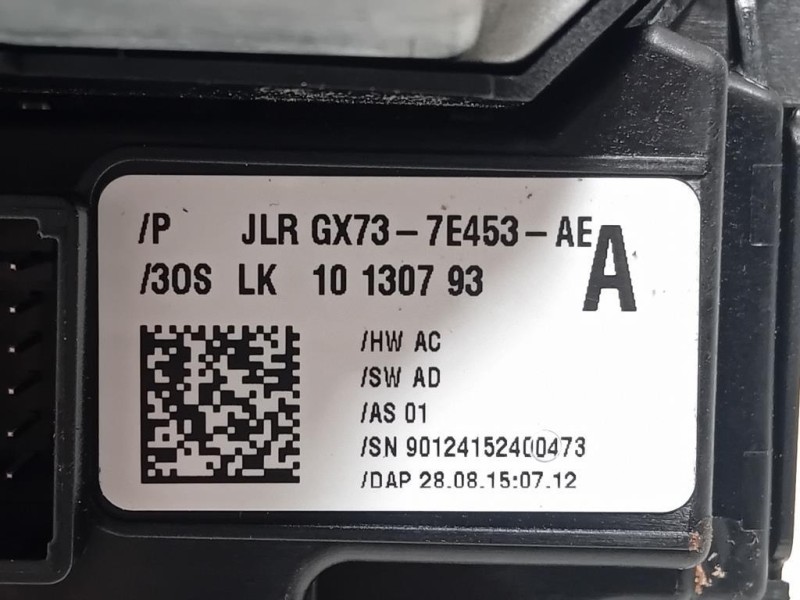 /P JLR GX73-7E453-AE
A
/3OS LK 10 1307 93
/HW AC
/SW AD
/AS 01
/SN 90124152400473
/DAP 28.08.15:07.12